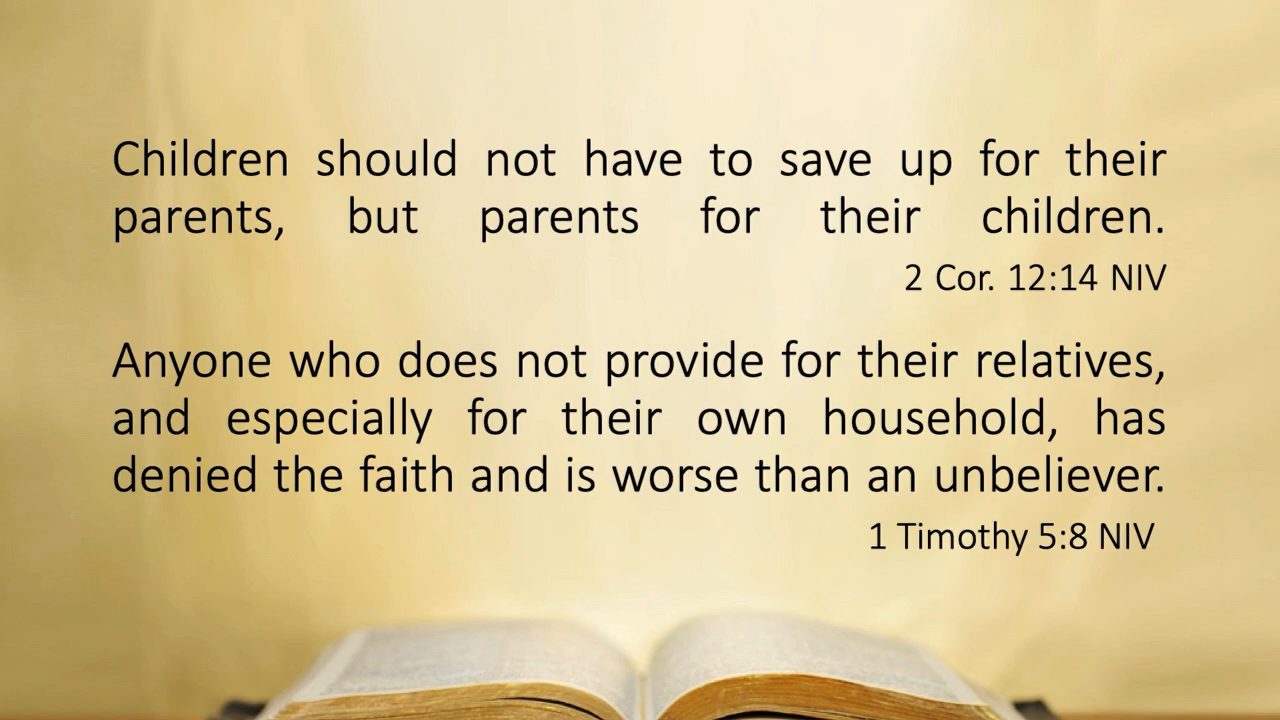 Children should not have to save up for their
parents, but parents for their children.
2 Cor. 12:14 NIV
Anyone who does not provide for their relatives,
and especially for their own household, has
denied the faith and is worse than an unbeliever.
1 Timothy 5:8 NIV